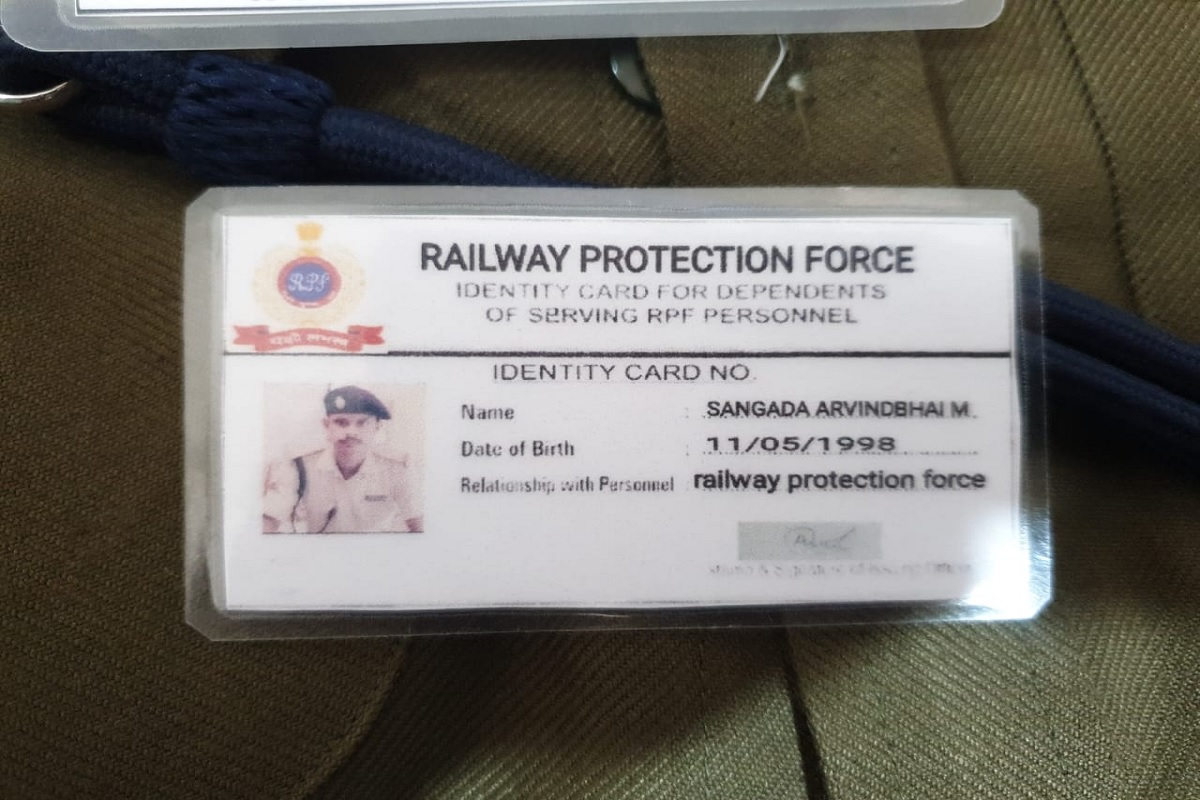 RPF
RAILWAY PROTECTION FORCE
IDENTITY CARD FOR DEPENDENTS
OF SERVING RPF PERSONNEL
IDENTITY CARD NO.
Name : SANGADA ARVINDBHAI M.
Date of Birth : 11/05/1998
Relationship with Personnel railway protection force